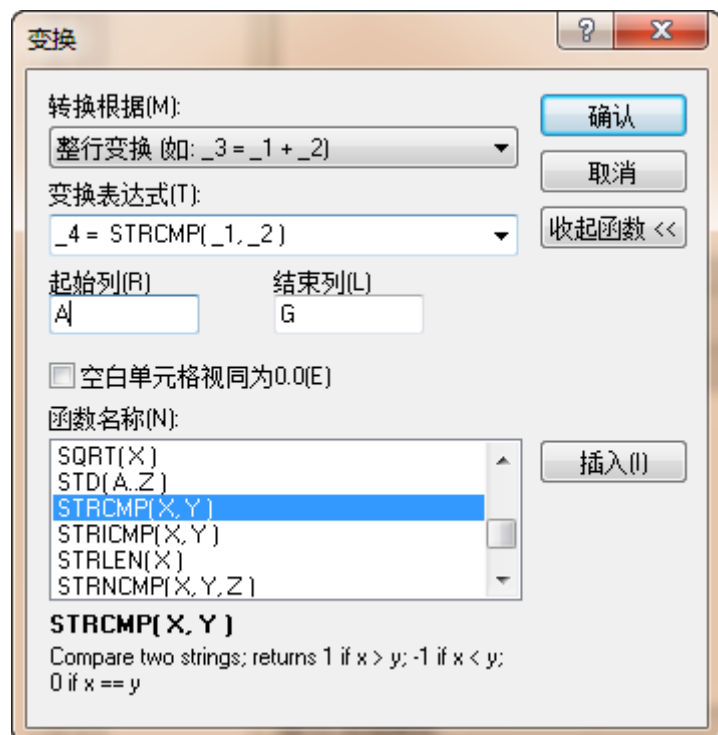 变换
转换根据(M):
整行变换 (如: _3 = _1 + _2)
确认
取消
变换表达式(T):
_4 = STRCMP( _1, _2 )
收起函数 <<
起始列(R) 结束列(L)
A G
空白单元格视同为0.0(E)
函数名称(N):
SQRT( X )
STD( A..Z )
STRCMP( X, Y )
STRICMP( X, Y )
STRLEN( X )
STRNCMP( X, Y, Z )
插入(I)
STRCMP( X, Y )
Compare two strings; returns 1 if x > y; -1 if x < y;
0 if x == y